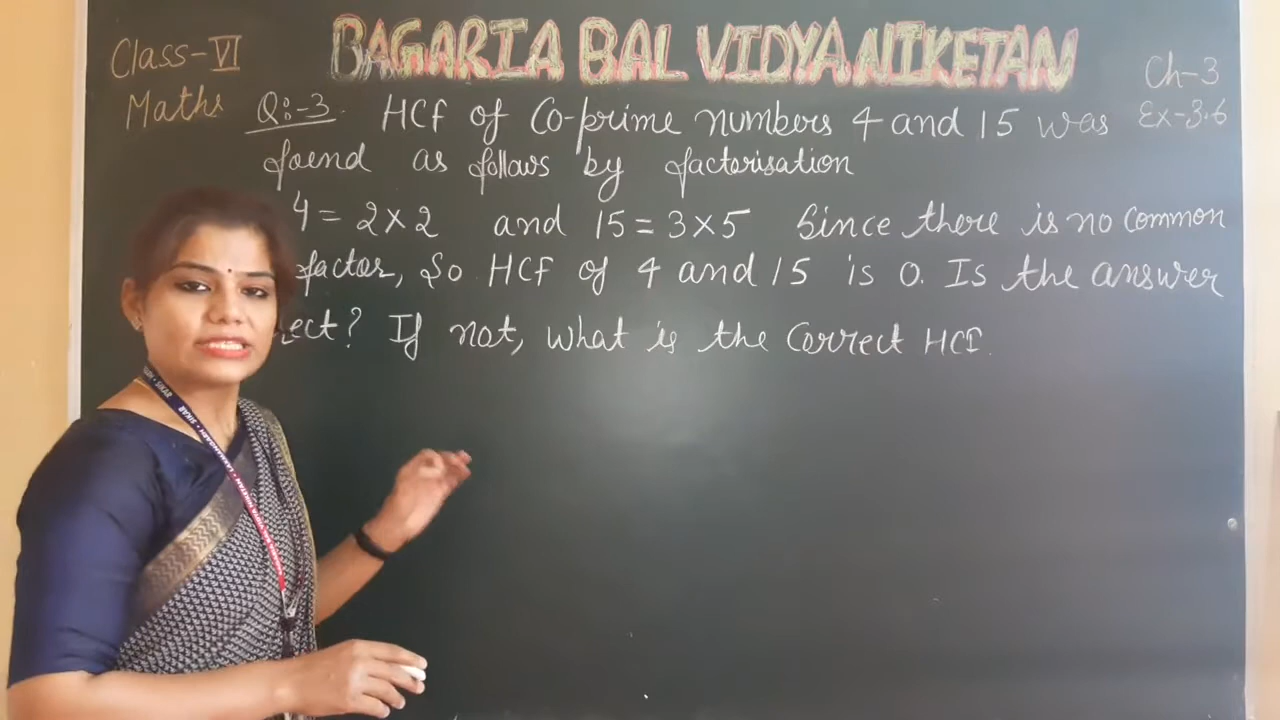 Class-VI
BAGARIA BAL VIDYA NIKETAN
Ch-3
Maths
Ex-3.6
Q:-3. HCF of Co-prime numbers 4 and 15 was
found as follows by factorisation
4 = 2×2 and 15 = 3×5 Since there is no common
factor, So HCF of 4 and 15 is 0. Is the answer
ect? If not, what is the correct HCF.
SIKAR